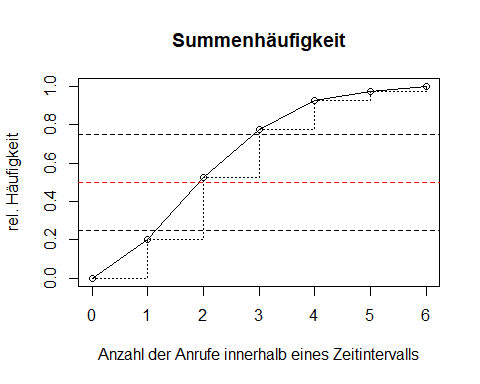 Summenhäufigkeit
rel. Häufigkeit
1.0
0.8
0.6
0.4
0.2
0.0
0 1 2 3 4 5 6
Anzahl der Anrufe innerhalb eines Zeitintervalls